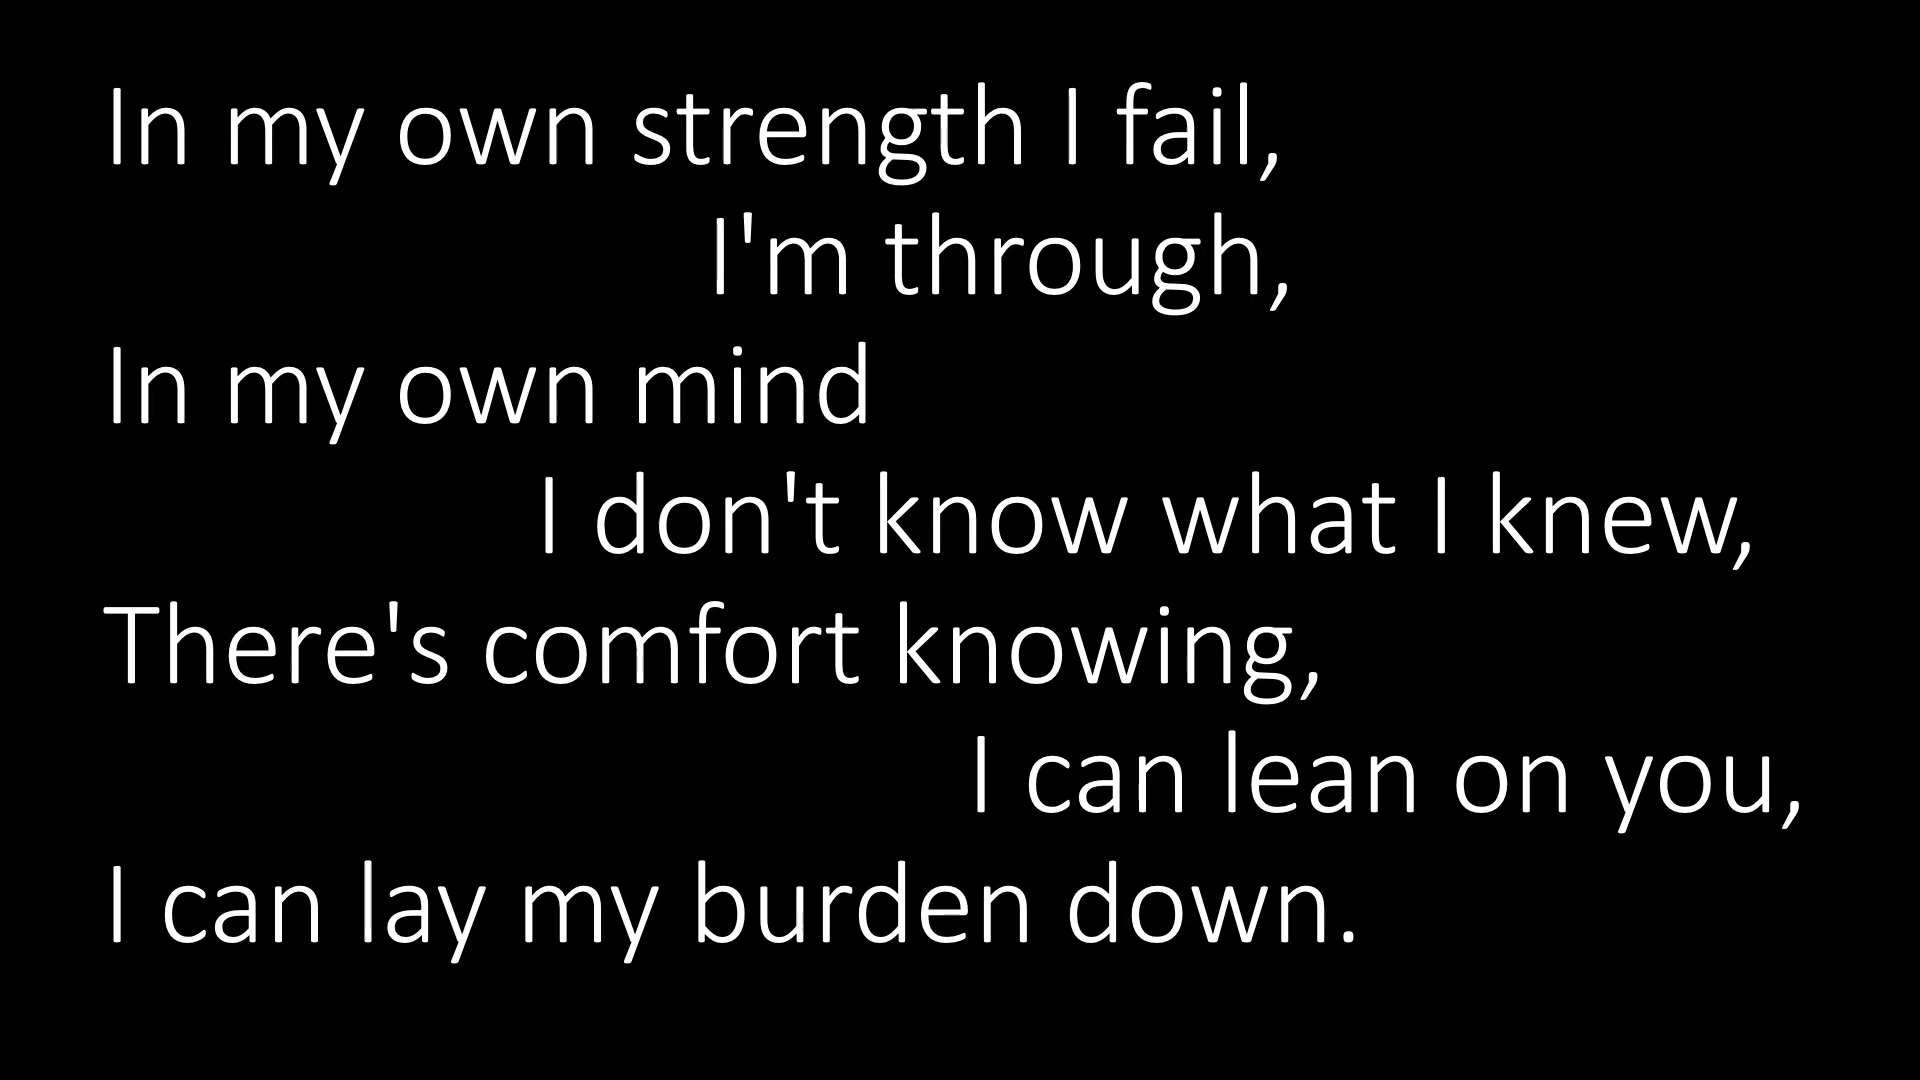 In my own strength I fail,
I'm through,
In my own mind
I don't know what I knew,
There's comfort knowing,
I can lean on you,
I can lay my burden down.